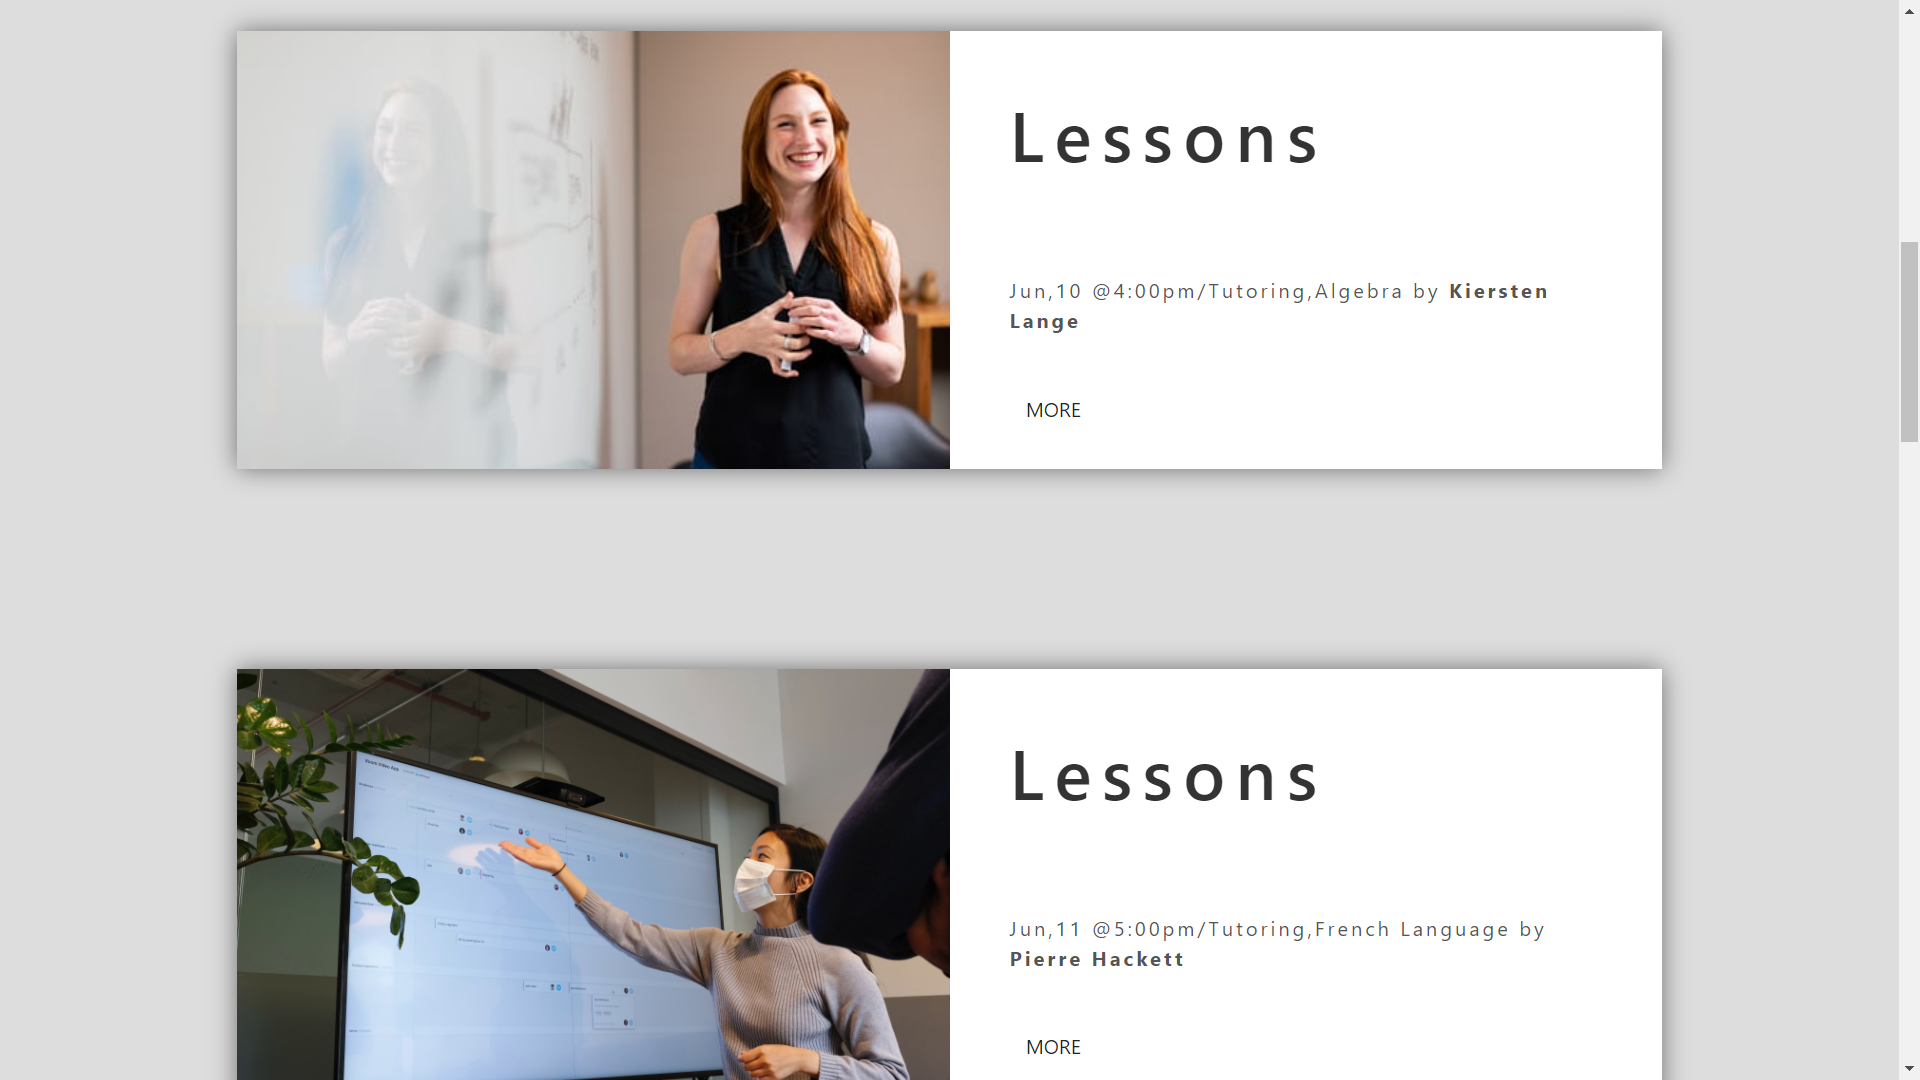 Lessons
Jun,10 @4:00pm/Tutoring,Algebra by Kiersten
Lange
MORE
Lessons
Jun,11 @5:00pm/Tutoring,French Language by
Pierre Hackett
MORE